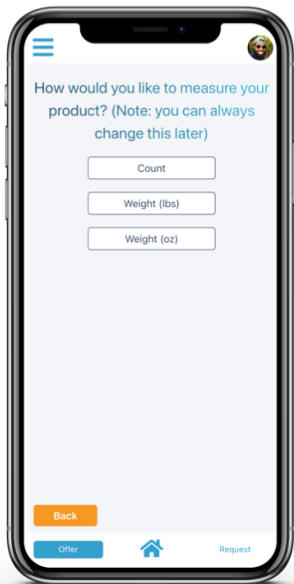 How would you like to measure your
product? (Note: you can always
change this later)
Count
Weight (lbs)
Weight (oz)
Back
Offer
Request